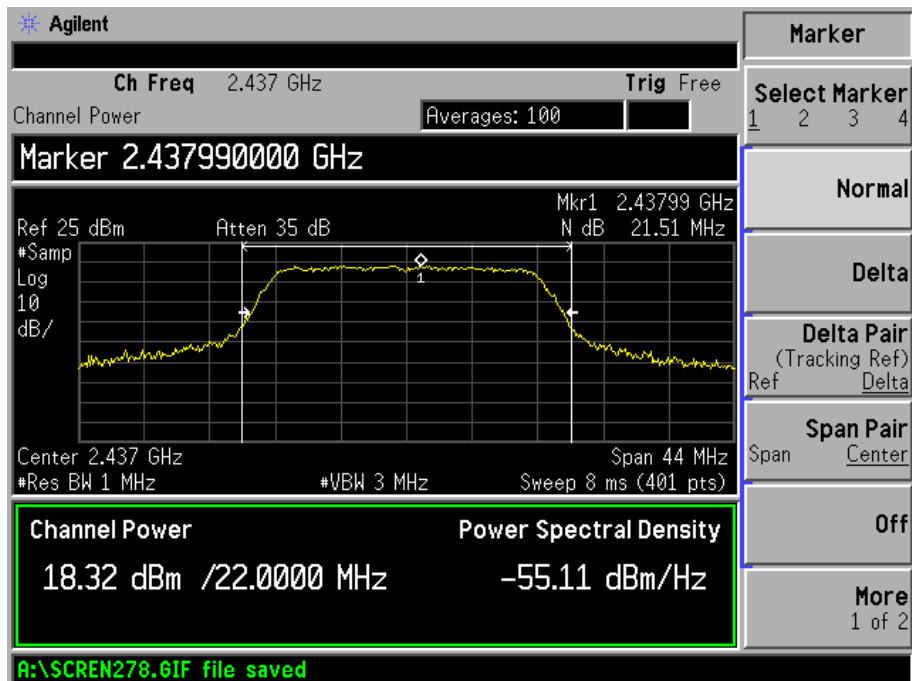 Agilent
Ch Freq 2.437 GHz Trig Free
Channel Power Averages: 100
Marker 2.437990000 GHz
Mkr1 2.43799 GHz
Ref 25 dBm Atten 35 dB N dB 21.51 MHz
#Samp
Log
10
dB/
1
Center 2.437 GHz Span 44 MHz
#Res BW 1 MHz #VBW 3 MHz Sweep 8 ms (401 pts)
Channel Power Power Spectral Density
18.32 dBm /22.0000 MHz -55.11 dBm/Hz
A:\SCREN278.GIF file saved
Marker
Select Marker
1 2 3 4
Normal
Delta
Delta Pair
(Tracking Ref)
Ref Delta
Span Pair
Span Center
Off
More
1 of 2